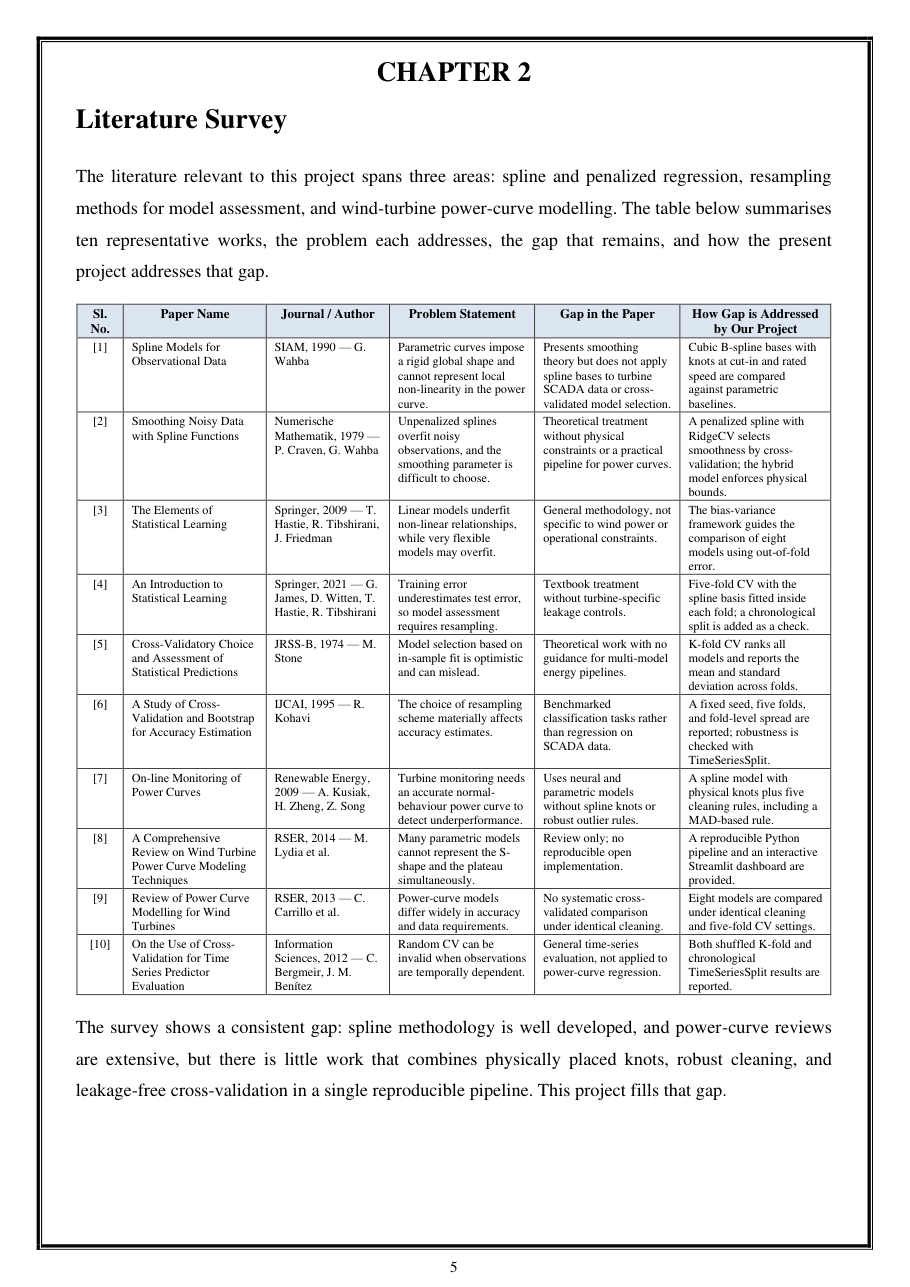 CHAPTER 2
Literature Survey
The literature relevant to this project spans three areas: spline and penalized regression, resampling
methods for model assessment, and wind-turbine power-curve modelling. The table below summarises
ten representative works, the problem each addresses, the gap that remains, and how the present
project addresses that gap.
Sl.
No.
Paper Name
Journal / Author
Problem Statement
Gap in the Paper
How Gap is Addressed
by Our Project
[1]
Spline Models for
Observational Data
SIAM, 1990 — G.
Wahba
Parametric curves impose
a rigid global shape and
cannot represent local
non-linearity in the power
curve.
Presents smoothing
theory but does not apply
spline bases to turbine
SCADA data or cross-
validated model selection.
Cubic B-spline bases with
knots at cut-in and rated
speed are compared
against parametric
baselines.
[2]
Smoothing Noisy Data
with Spline Functions
Numerische
Mathematik, 1979 —
P. Craven, G. Wahba
Unpenalized splines
overfit noisy
observations, and the
smoothing parameter is
difficult to choose.
Theoretical treatment
without physical
constraints or a practical
pipeline for power curves.
A penalized spline with
RidgeCV selects
smoothness by cross-
validation; the hybrid
model enforces physical
bounds.
[3]
The Elements of
Statistical Learning
Springer, 2009 — T.
Hastie, R. Tibshirani,
J. Friedman
Linear models underfit
non-linear relationships,
while very flexible
models may overfit.
General methodology, not
specific to wind power or
operational constraints.
The bias-variance
framework guides the
comparison of eight
models using out-of-fold
error.
[4]
An Introduction to
Statistical Learning
Springer, 2021 — G.
James, D. Witten, T.
Hastie, R. Tibshirani
Training error
underestimates test error,
so model assessment
requires resampling.
Textbook treatment
without turbine-specific
leakage controls.
Five-fold CV with the
spline basis fitted inside
each fold; a chronological
split is added as a check.
[5]
Cross-Validatory Choice
and Assessment of
Statistical Predictions
JRSS-B, 1974 — M.
Stone
Model selection based on
in-sample fit is optimistic
and can mislead.
Theoretical work with no
guidance for multi-model
energy pipelines.
K-fold CV ranks all
models and reports the
mean and standard
deviation across folds.
[6]
A Study of Cross-
Validation and Bootstrap
for Accuracy Estimation
IJCAI, 1995 — R.
Kohavi
The choice of resampling
scheme materially affects
accuracy estimates.
Benchmarked
classification tasks rather
than regression on
SCADA data.
A fixed seed, five folds,
and fold-level spread are
reported; robustness is
checked with
TimeSeriesSplit.
[7]
On-line Monitoring of
Power Curves
Renewable Energy,
2009 — A. Kusiak,
H. Zheng, Z. Song
Turbine monitoring needs
an accurate normal-
behaviour power curve to
detect underperformance.
Uses neural and
parametric models
without spline knots or
robust outlier rules.
A spline model with
physical knots plus five
cleaning rules, including a
MAD-based rule.
[8]
A Comprehensive
Review on Wind Turbine
Power Curve Modeling
Techniques
RSER, 2014 — M.
Lydia et al.
Many parametric models
cannot represent the S-
shape and the plateau
simultaneously.
Review only; no
reproducible open
implementation.
A reproducible Python
pipeline and an interactive
Streamlit dashboard are
provided.
[9]
Review of Power Curve
Modelling for Wind
Turbines
RSER, 2013 — C.
Carrillo et al.
Power-curve models
differ widely in accuracy
and data requirements.
No systematic cross-
validated comparison
under identical cleaning.
Eight models are compared
under identical cleaning
and five-fold CV settings.
[10]
On the Use of Cross-
Validation for Time
Series Predictor
Evaluation
Information
Sciences, 2012 — C.
Bergmeir, J. M.
Benítez
Random CV can be
invalid when observations
are temporally dependent.
General time-series
evaluation, not applied to
power-curve regression.
Both shuffled K-fold and
chronological
TimeSeriesSplit results are
reported.
The survey shows a consistent gap: spline methodology is well developed, and power-curve reviews
are extensive, but there is little work that combines physically placed knots, robust cleaning, and
leakage-free cross-validation in a single reproducible pipeline. This project fills that gap.
5